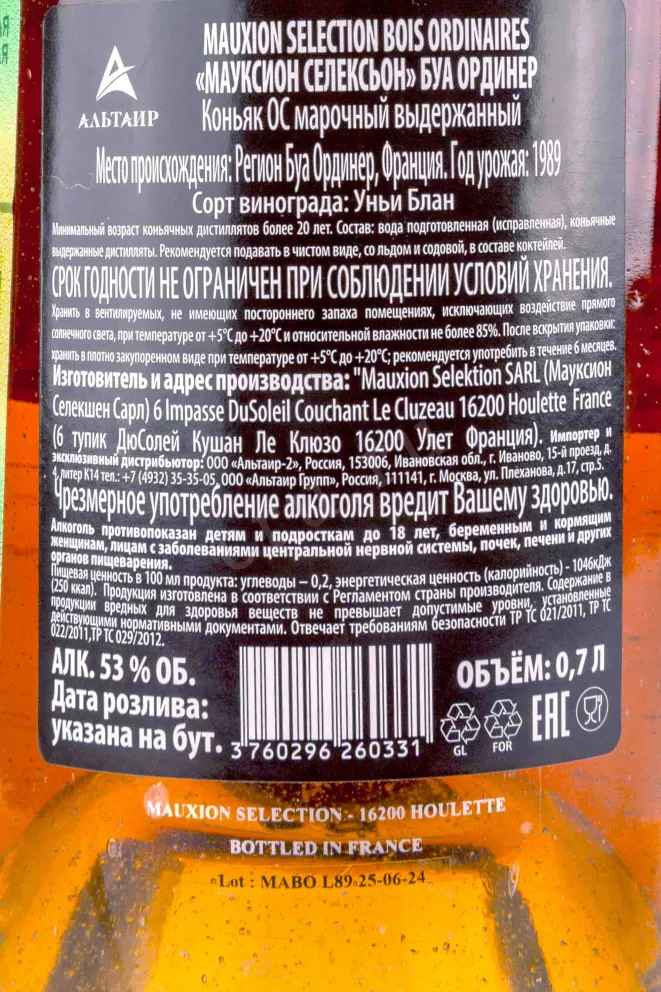 MAUXION SELECTION BOIS ORDINAIRES
«МАУКСИОН СЕЛЕКСЬОН» БУА ОРДИНЕР
АЛЬТАИР
Коньяк ОС марочный выдержанный
Место происхождения: Регион Буа Ординер, Франция. Год урожая: 1989
Сорт винограда: Уньи Блан
Минимальный возраст коньячных дистиллятов более 20 лет. Состав: вода подготовленная (исправленная), коньячные
выдержанные дистилляты. Рекомендуется подавать в чистом виде, со льдом и содовой, в составе коктейлей.
СРОК ГОДНОСТИ НЕ ОГРАНИЧЕН ПРИ СОБЛЮДЕНИИ УСЛОВИЙ ХРАНЕНИЯ.
Хранить в вентилируемых, не имеющих постороннего запаха помещениях, исключающих воздействие прямого
солнечного света, при температуре от +5°С до +20°С и относительной влажности не более 85%. После вскрытия упаковки:
хранить в плотно закупоренном виде при температуре от +5°С до +20°С; рекомендуется употребить в течение 6 месяцев.
Изготовитель и адрес производства: "Mauxion Selektion SARL (Мауксион
Селекшен Сарл) 6 Impasse DuSoleil Couchant Le Cluzeau 16200 Houlette France
(6 тупик ДюСолей Кушан Ле Клюзо 16200 Улет Франция). Импортер и
эксклюзивный дистрибьютор: ООО «Альтаир-2», Россия, 153006, Ивановская обл., г. Иваново, 15-й проезд, д.
4, литер К14 тел.: +7 (4932) 35-35-05, ООО «Альтаир Групп», Россия, 111141, г. Москва, ул. Плеханова, д.17, стр.5.
Чрезмерное употребление алкоголя вредит Вашему здоровью.
Алкоголь противопоказан детям и подросткам до 18 лет, беременным и кормящим
женщинам, лицам с заболеваниями центральной нервной системы, почек, печени и других
органов пищеварения.
Пищевая ценность в 100 мл продукта: углеводы – 0,2, энергетическая ценность (калорийность) - 1046кДж
(250 ккал). Продукция изготовлена в соответствии с Регламентом страны производителя. Содержание в
продукции вредных для здоровья веществ не превышает допустимые уровни, установленные
действующими нормативными документами. Отвечает требованиям безопасности ТР ТС 021/2011, ТР ТС
022/2011,ТР ТС 029/2012.
АЛК. 53 % ОБ.
ОБЪЁМ: 0,7 Л
Дата розлива:
указана на бут.
3 760296 260331
GL
FOR
EAC
MAUXION SELECTION - 16200 HOULETTE
BOTTLED IN FRANCE
Lot : MABO L89-25-06-24